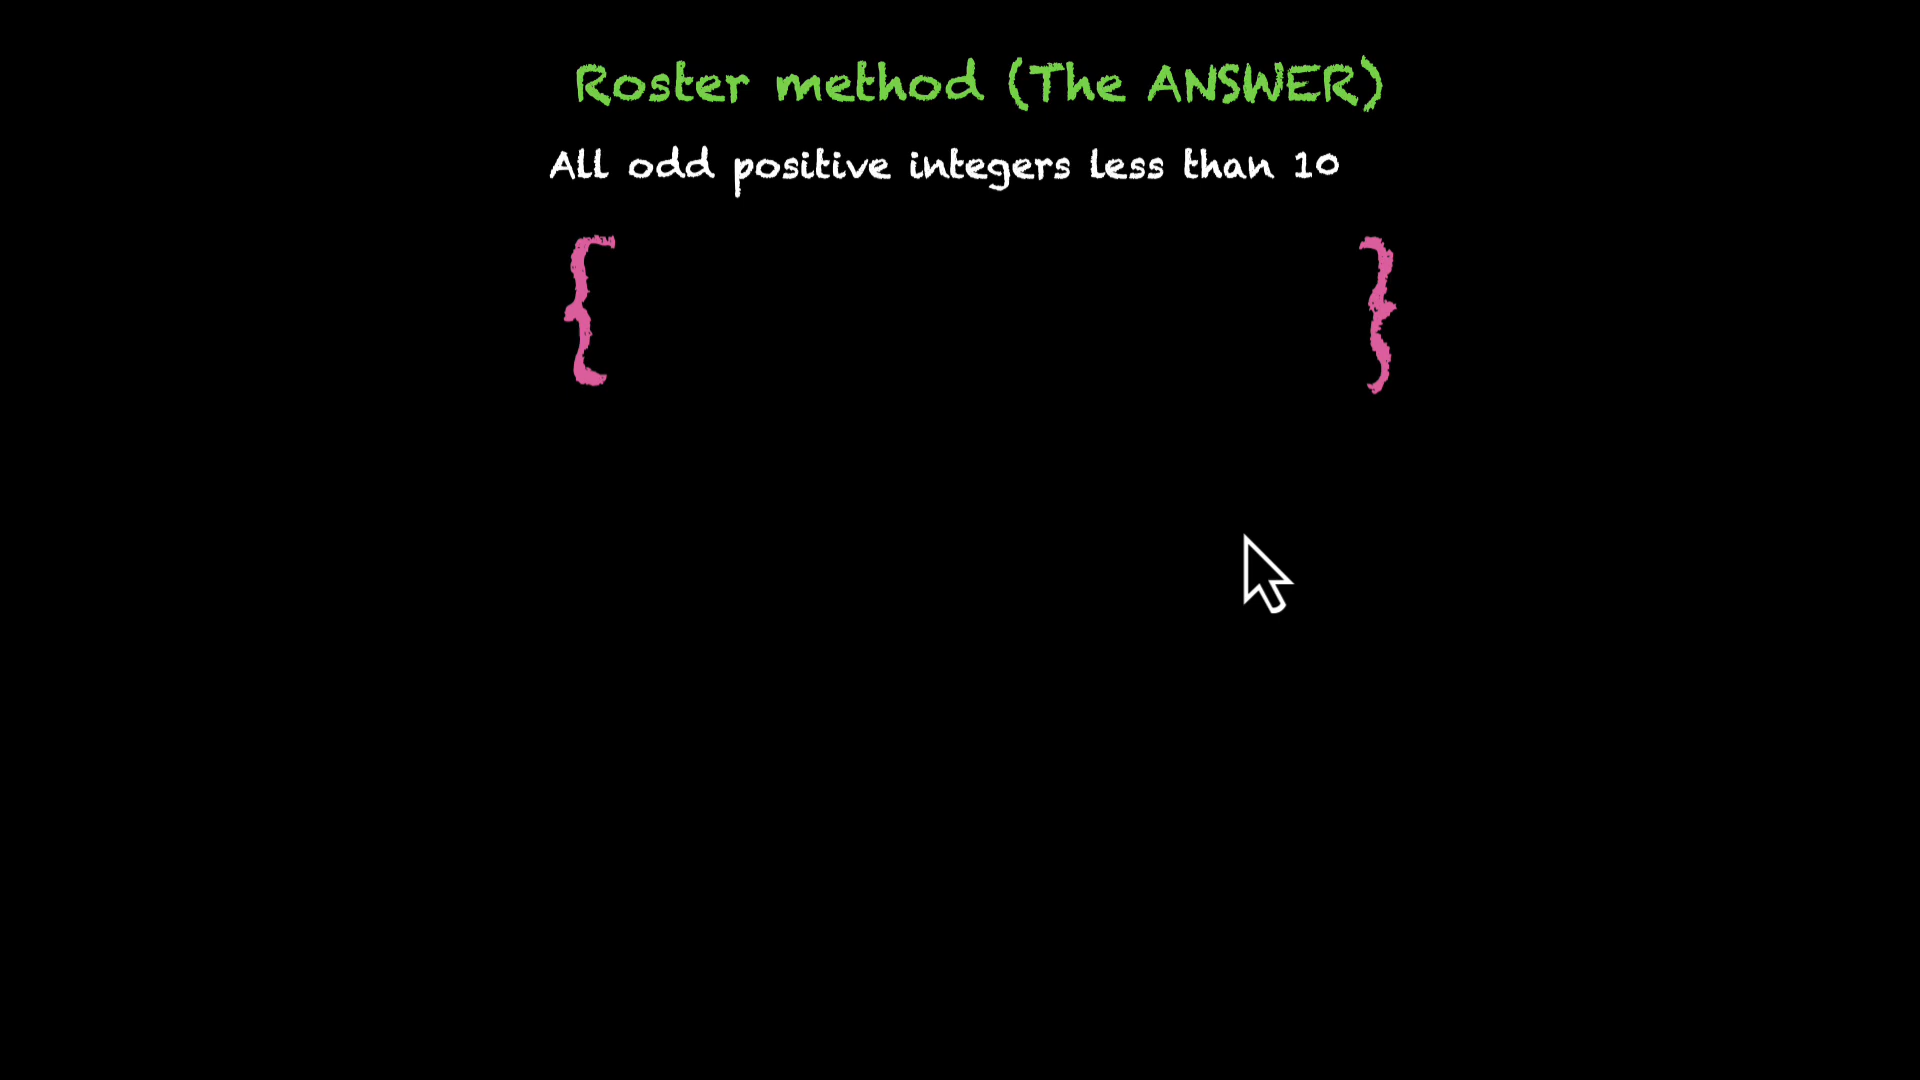 Roster method (The ANSWER)
All odd positive integers less than 10
{ }